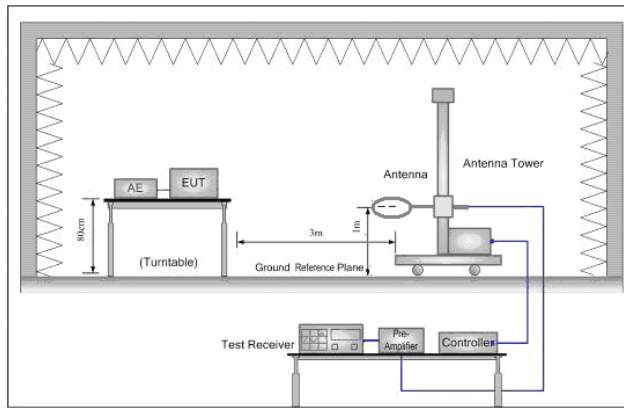 Antenna
Antenna Tower
AE
EUT
80cm
(Turntable)
3m
1m
Ground Reference Plane
Test Receiver
Pre-
Amplifier
Controller